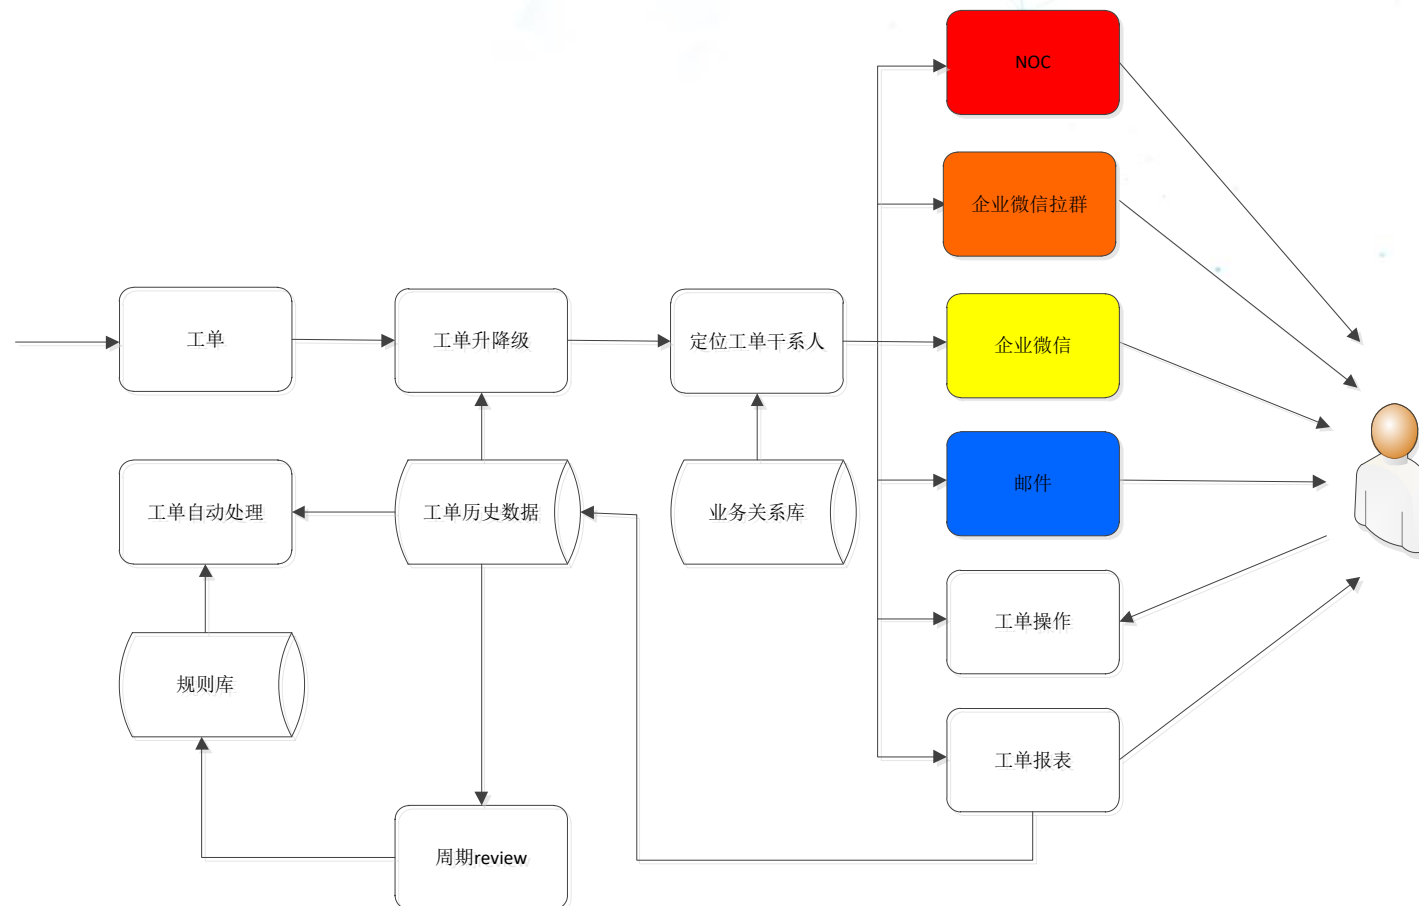 NOC
企业微信拉群
工单
工单升降级
定位工单干系人
企业微信
工单自动处理
工单历史数据
业务关系库
邮件
工单操作
规则库
工单报表
周期review